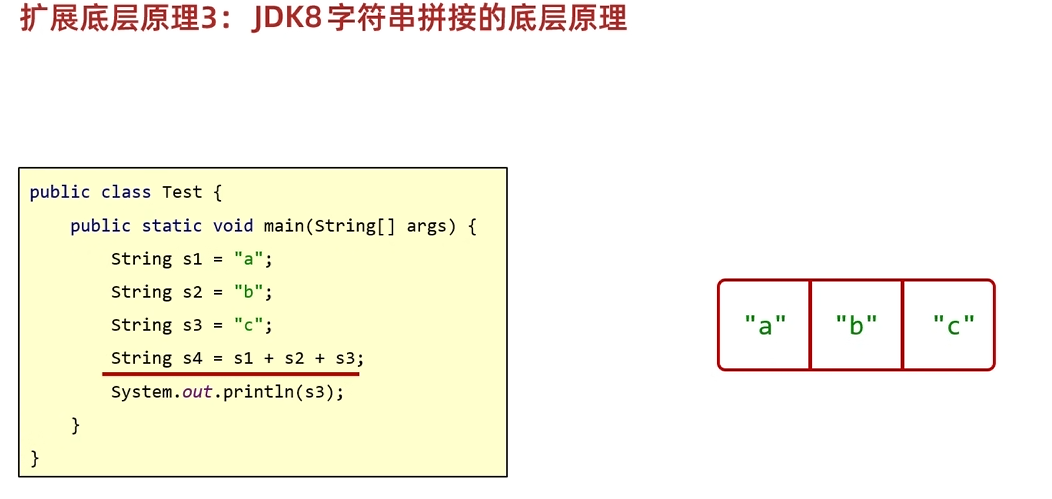 扩展底层原理3： JDK8字符串拼接的底层原理
public class Test {
    public static void main(String[] args) {
        String s1 = "a";
        String s2 = "b";
        String s3 = "c";
        String s4 = s1 + s2 + s3;
        System.out.println(s3);
    }
}
"a" "b" "c"